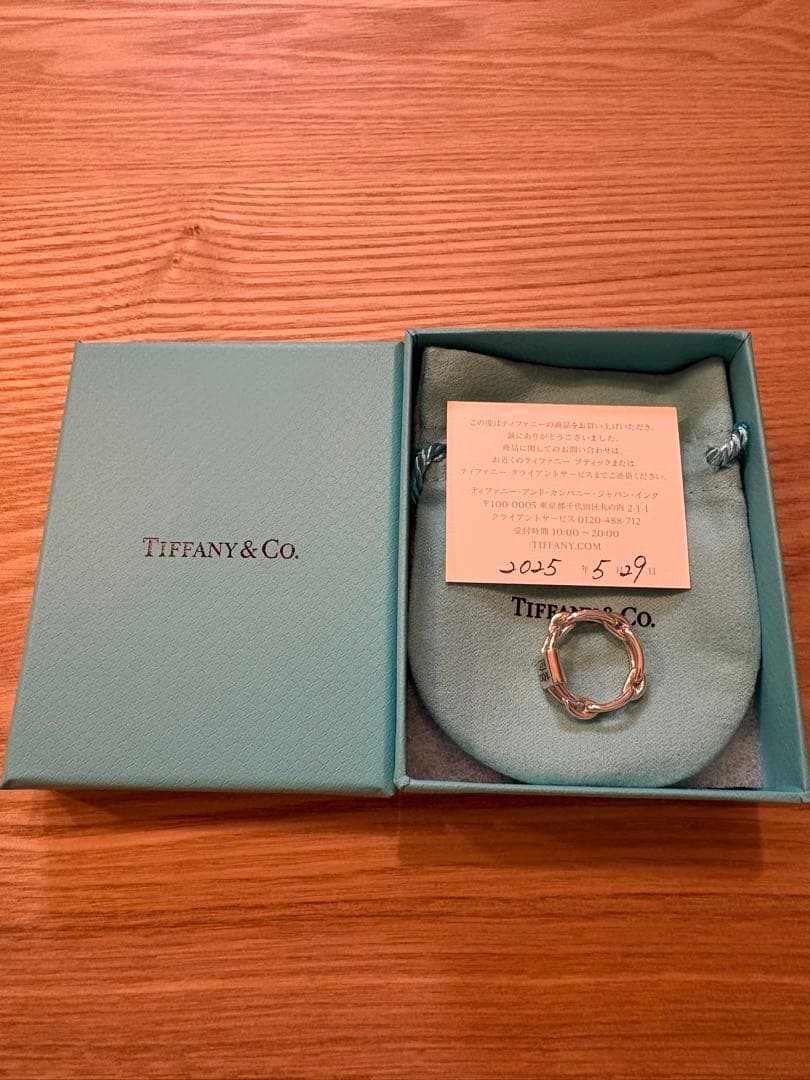 TIFFANY & CO.
この度はティファニーの商品をお買い上げいただき、
誠にありがとうございました。
商品に関してのお問い合わせは、
お近くのティファニー ブティックまたは
ティファニー クライアントサービスまでご連絡ください。
ティファニー・アンド・カンパニー・ジャパン・インク
〒100-0005 東京都千代田区丸の内 2-1-1
クライアントサービス 0120-488-712
受付時間 10:00～20:00
TIFFANY.COM
2025 年 5 月 29 日
TIFFANY & CO.